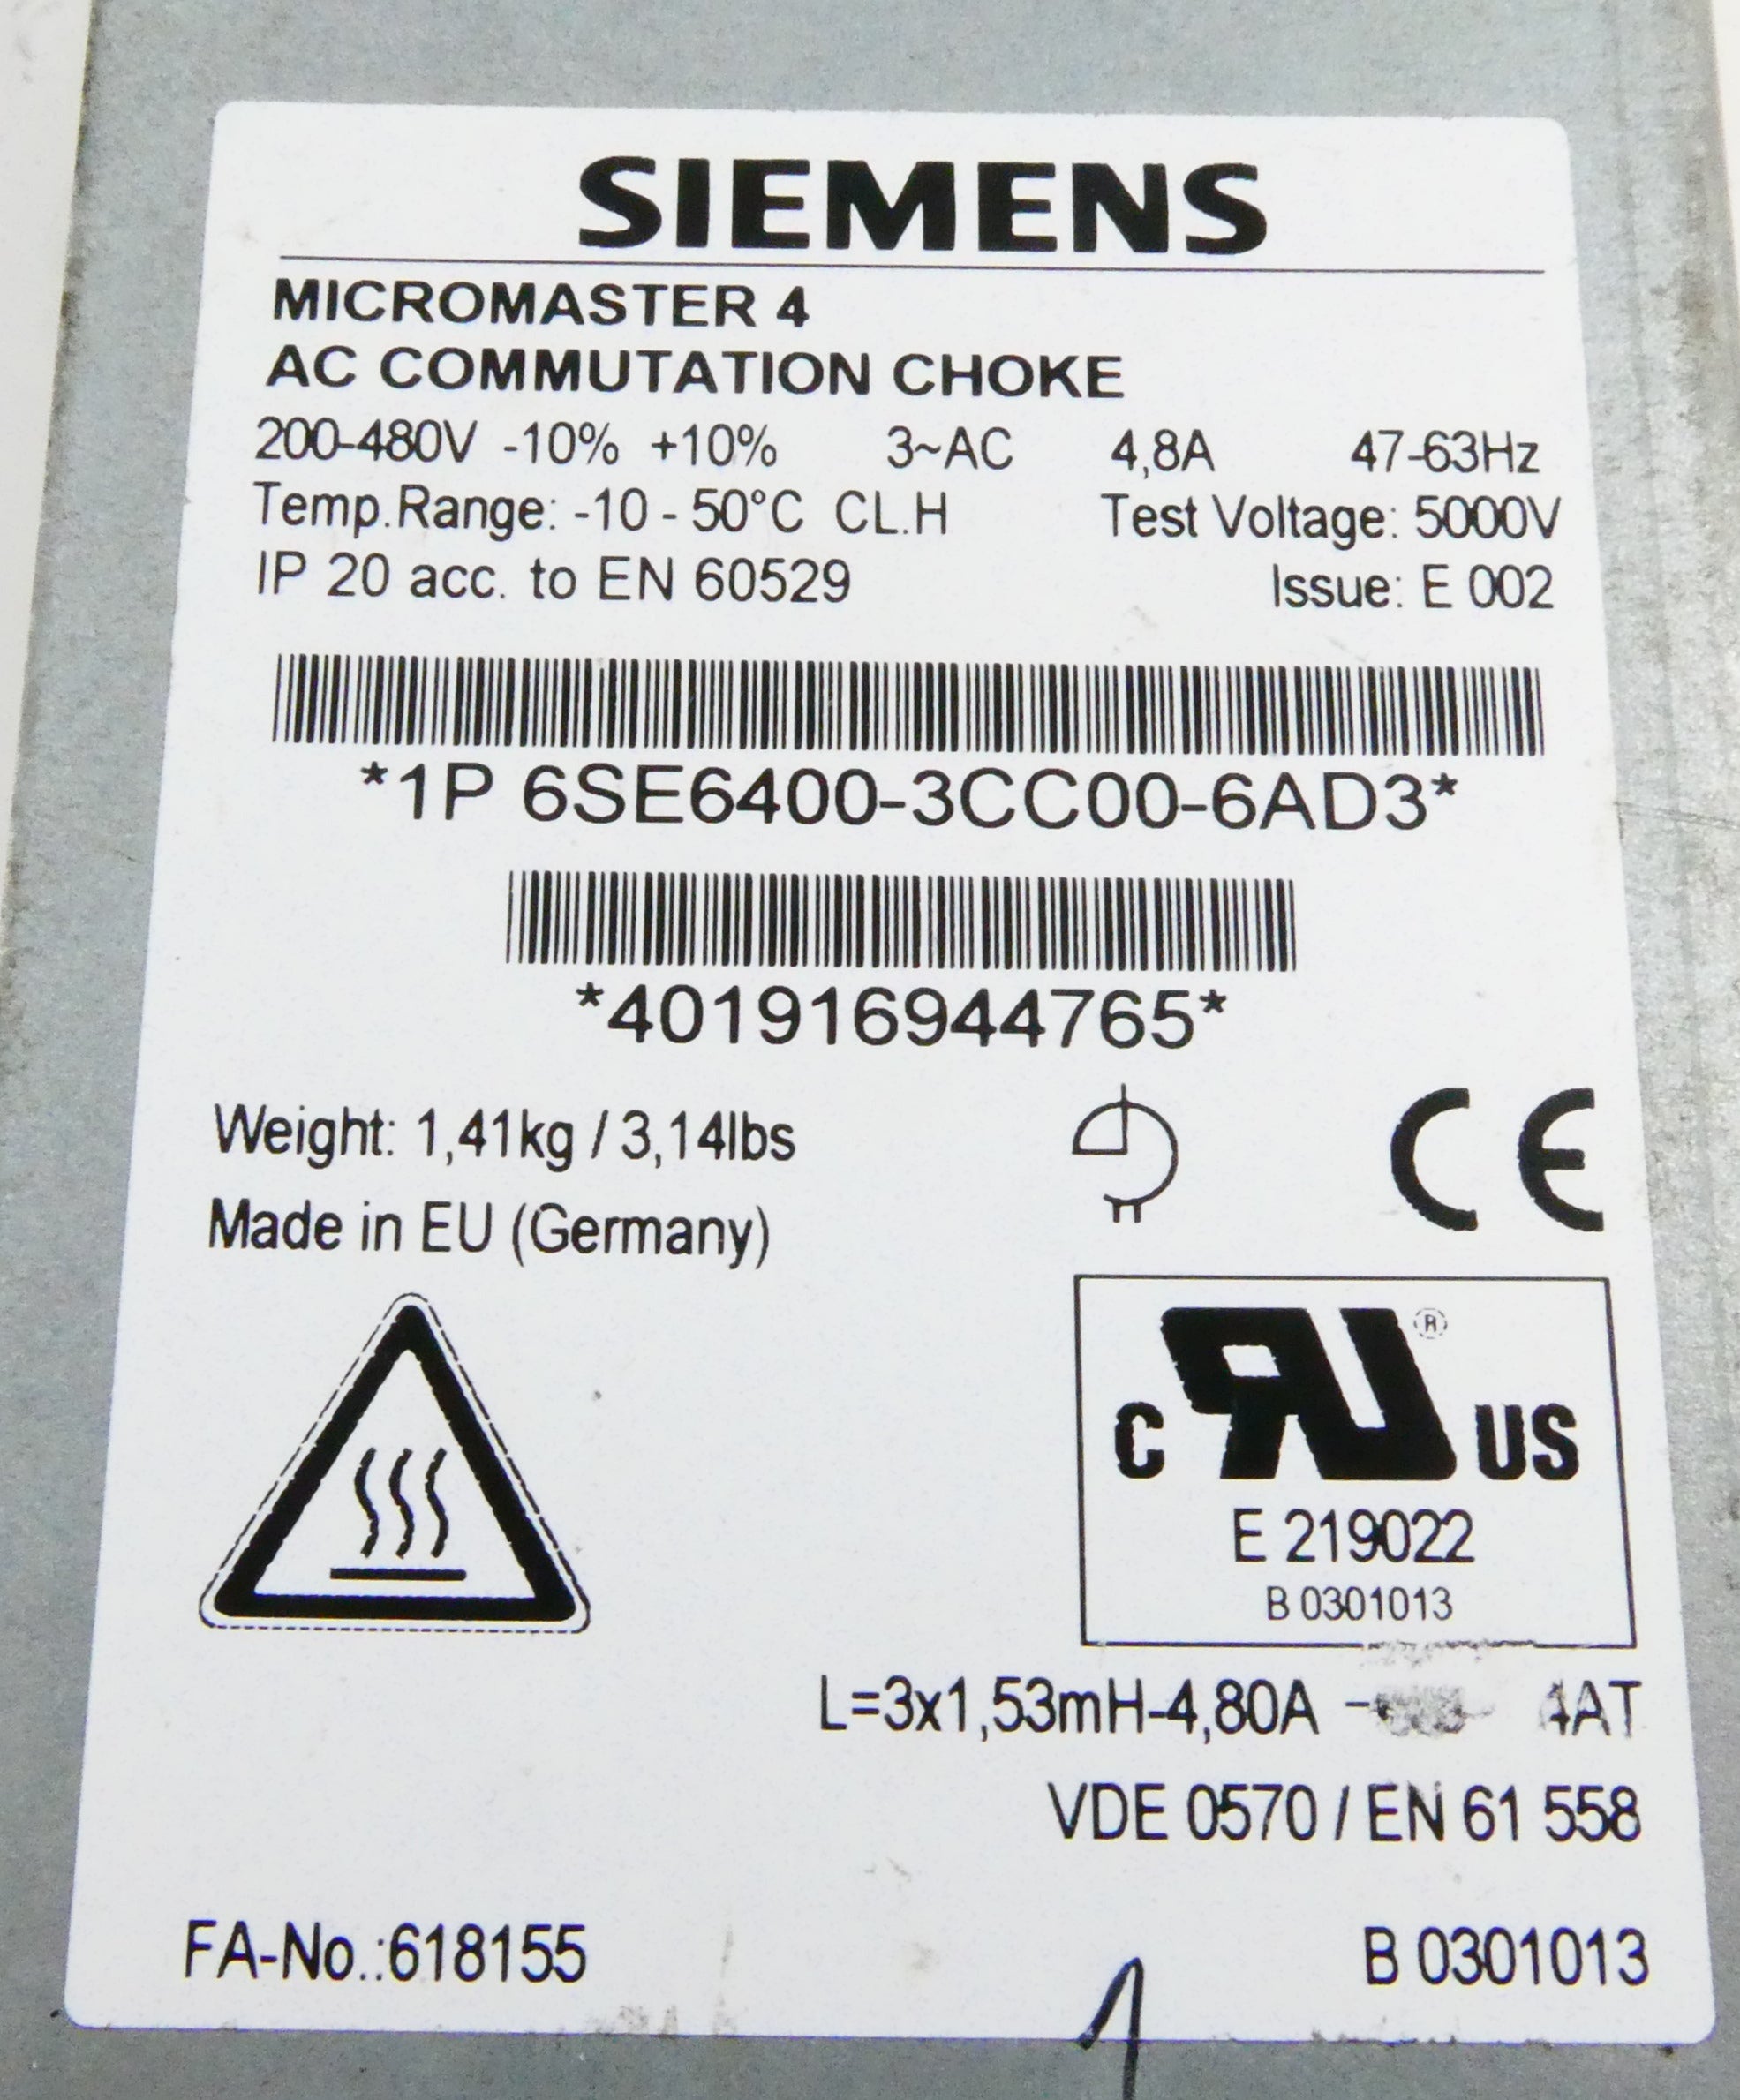 SIEMENS
MICROMASTER 4
AC COMMUTATION CHOKE
200-480V -10% +10% 3~AC 4,8A 47-63Hz
Temp.Range: -10 - 50°C CL.H Test Voltage: 5000V
IP 20 acc. to EN 60529 Issue: E 002
*1P 6SE6400-3CC00-6AD3*
*401916944765*
Weight: 1,41kg / 3,14lbs
CE
Made in EU (Germany)
C RU ® US
E 219022
B 0301013
L=3x1,53mH-4,80A -
VDE 0570 / EN 61 558
FA-No.:618155 B 0301013
1